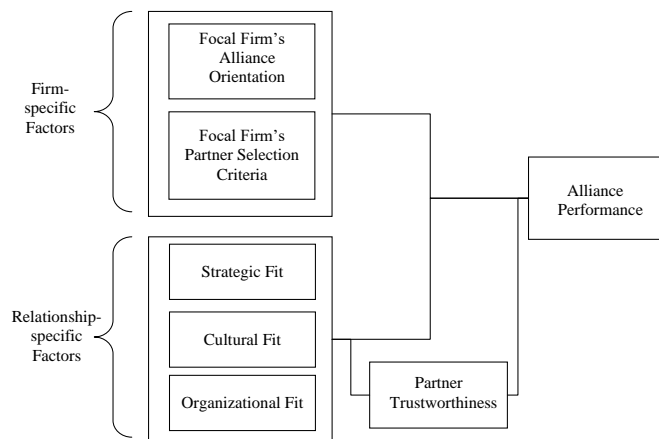 Firm-
specific
Factors
Focal Firm's
Alliance
Orientation
Focal Firm's
Partner Selection
Criteria
Alliance
Performance
Relationship-
specific
Factors
Strategic Fit
Cultural Fit
Organizational Fit
Partner
Trustworthiness